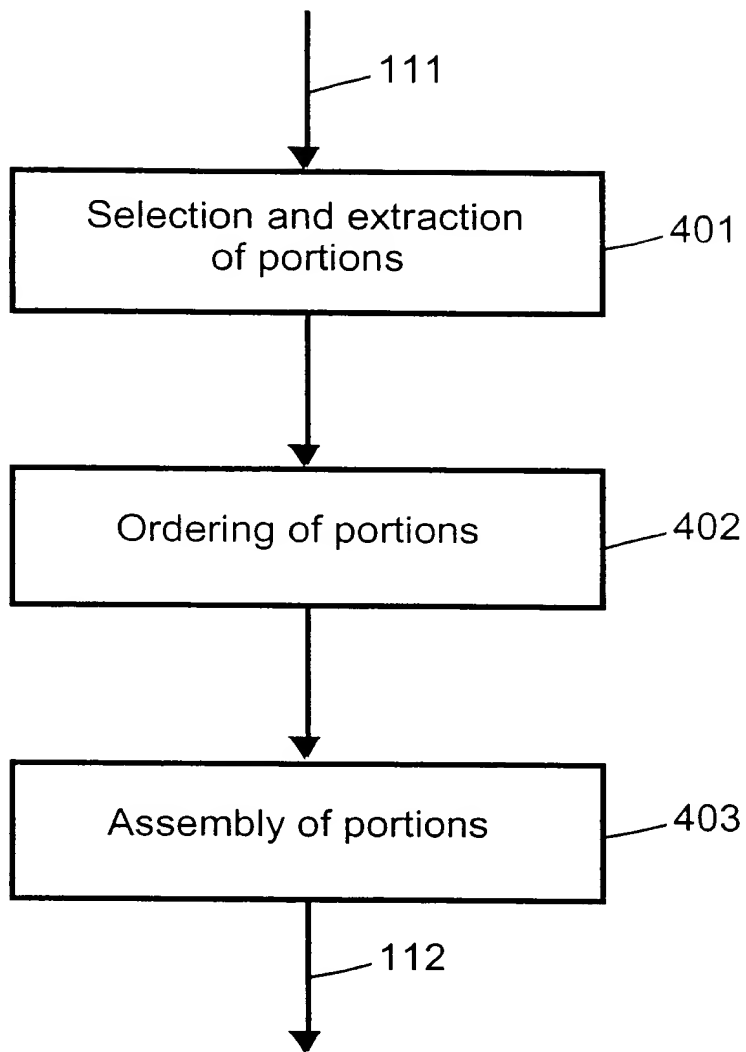 111
Selection and extraction
of portions
401
Ordering of portions
402
Assembly of portions
403
112